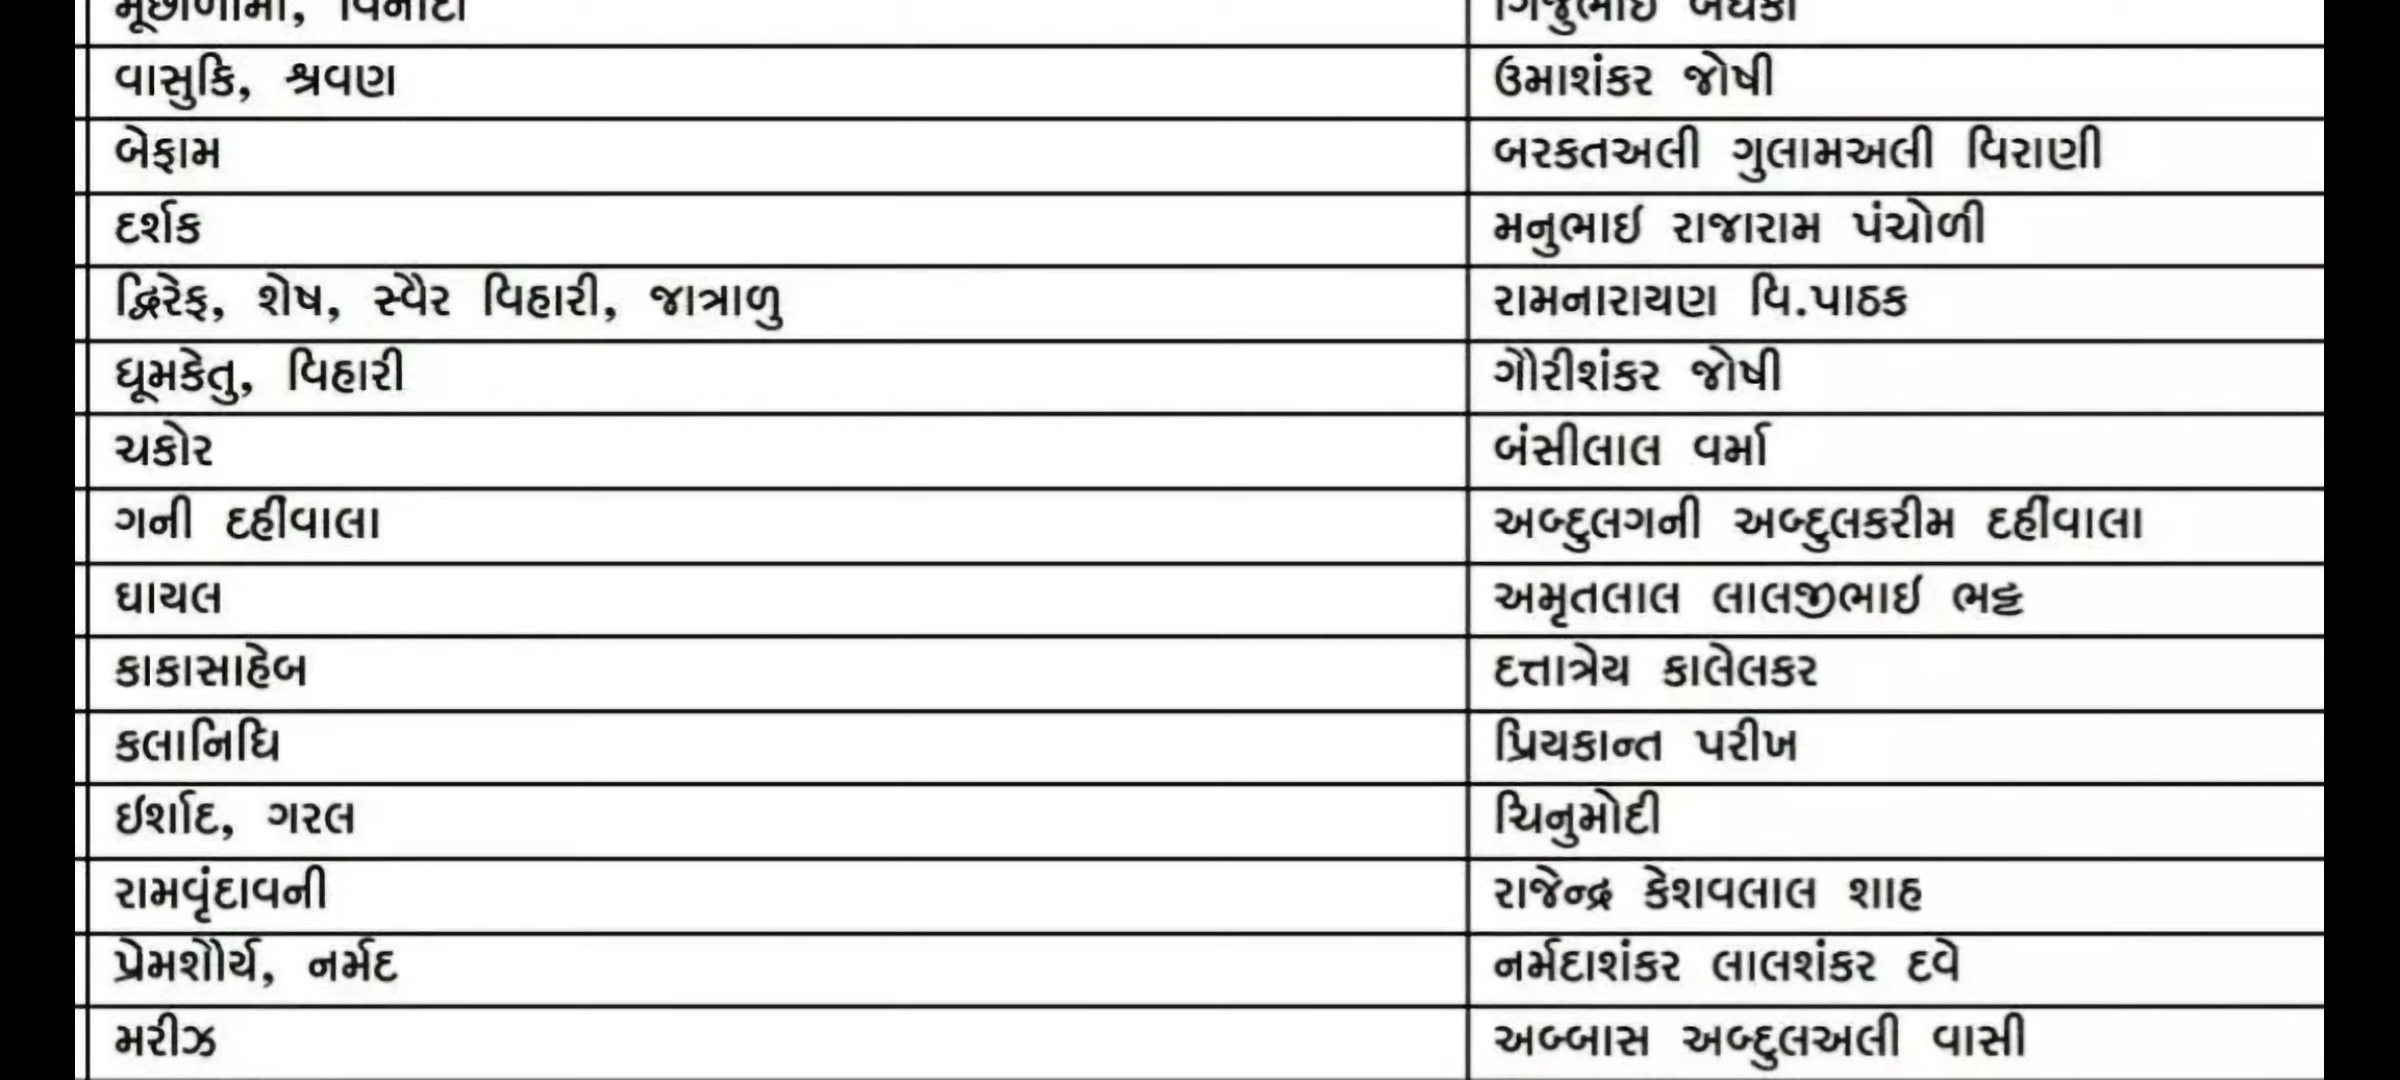 મૂછાળીમા, વિનોદી ગિજુભાઈ બધેકા
વાસુકિ, શ્રવણ ઉમાશંકર જોષી
બેફામ બરકતઅલી ગુલામઅલી વિરાણી
દર્શક મનુભાઈ રાજારામ પંચોળી
દ્વિરેફ, શેષ, સ્વૈર વિહારી, જાત્રાળુ રામનારાયણ વિ.પાઠક
ધૂમકેતુ, વિહારી ગૌરીશંકર જોષી
ચકોર બંસીલાલ વર્મા
ગની દહીંવાલા અબ્દુલગની અબ્દુલકરીમ દહીંવાલા
ઘાયલ અમૃતલાલ લાલજીભાઈ ભટ્ટ
કાકાસાહેબ દત્તાત્રેય કાલેલકર
કલાનિધિ પ્રિયકાન્ત પરીખ
ઈર્શાદ, ગરલ ચિનુમોદી
રામવૃંદાવની રાજેન્દ્ર કેશવલાલ શાહ
પ્રેમશૌર્ય, નર્મદ નર્મદાશંકર લાલશંકર દવે
મરીઝ અબ્બાસ અબ્દુલઅલી વાસી